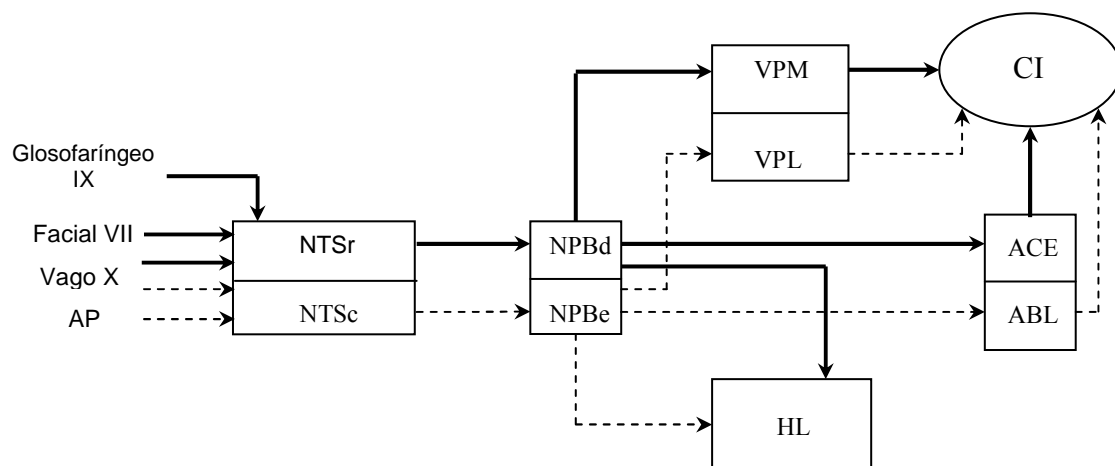 Glosofaríngeo
IX
Facial VII
Vago X
AP
NTSr
NTSc
NPBd
NPBe
VPM
VPL
CI
ACE
ABL
HL